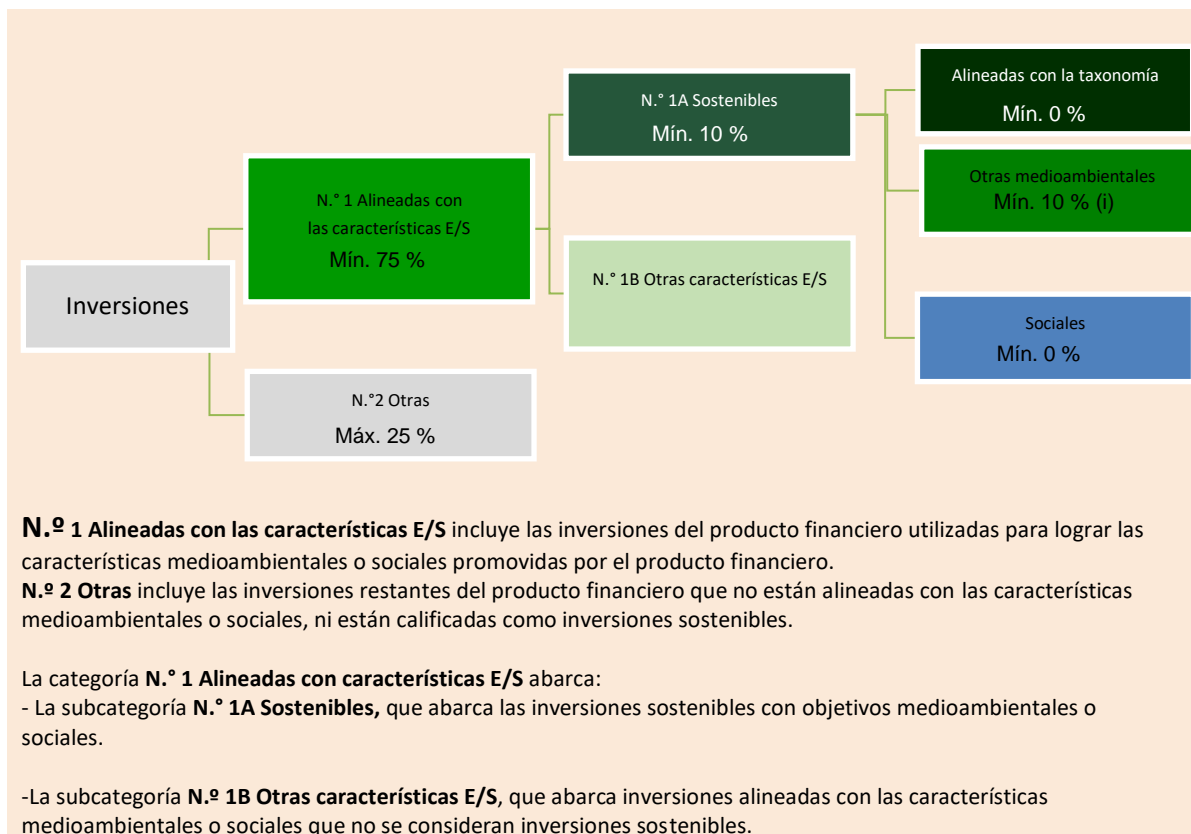 Alineadas con la taxonomía
Mín. 0 %
N.° 1A Sostenibles
Mín. 10 %
Otras medioambientales
Mín. 10 % (i)
N.° 1 Alineadas con
las características E/S
Mín. 75 %
N.° 1B Otras características E/S
Inversiones
Sociales
Mín. 0 %
N.°2 Otras
Máx. 25 %
N.º 1 Alineadas con las características E/S incluye las inversiones del producto financiero utilizadas para lograr las
características medioambientales o sociales promovidas por el producto financiero.
N.º 2 Otras incluye las inversiones restantes del producto financiero que no están alineadas con las características
medioambientales o sociales, ni están calificadas como inversiones sostenibles.
La categoría N.° 1 Alineadas con características E/S abarca:
- La subcategoría N.° 1A Sostenibles, que abarca las inversiones sostenibles con objetivos medioambientales o
sociales.
-La subcategoría N.º 1B Otras características E/S, que abarca inversiones alineadas con las características
medioambientales o sociales que no se consideran inversiones sostenibles.